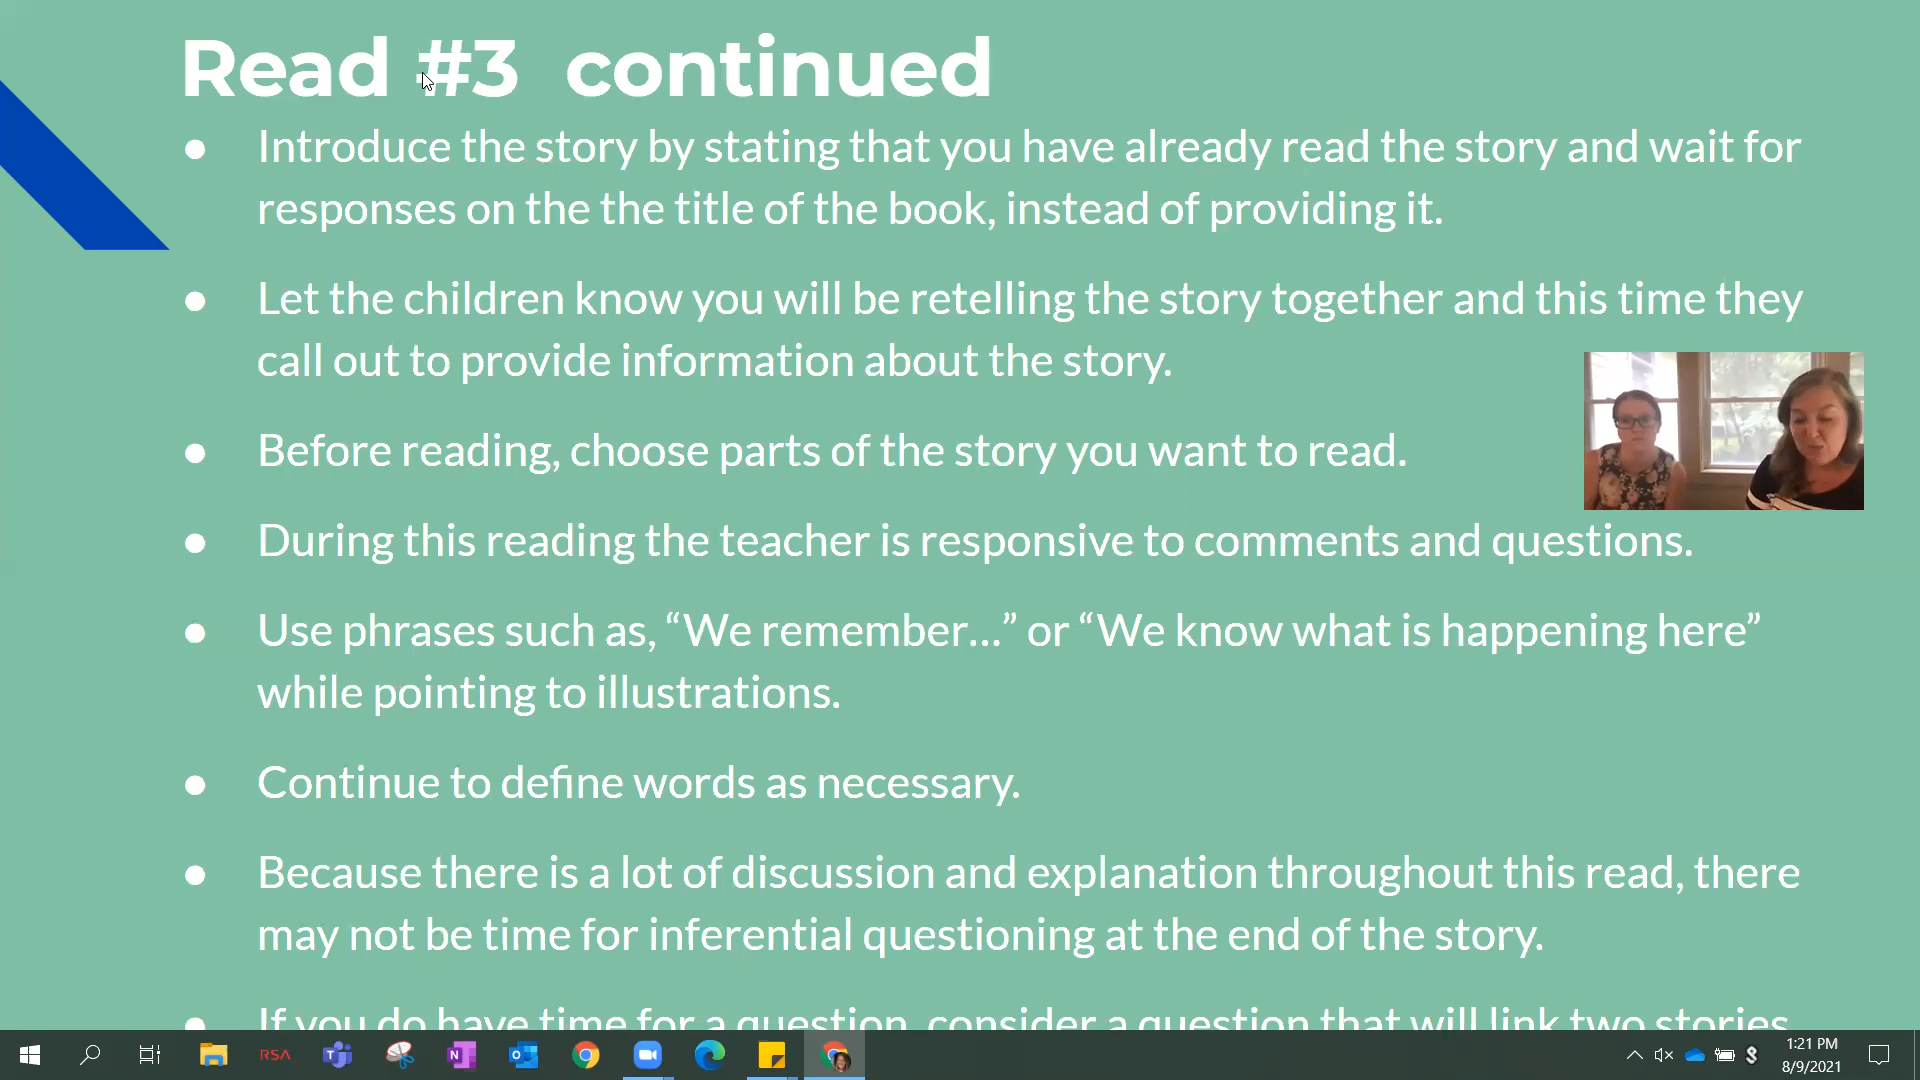 Read #3 continued
● Introduce the story by stating that you have already read the story and wait for
responses on the the title of the book, instead of providing it.
● Let the children know you will be retelling the story together and this time they
call out to provide information about the story.
● Before reading, choose parts of the story you want to read.
● During this reading the teacher is responsive to comments and questions.
● Use phrases such as, “We remember...” or “We know what is happening here”
while pointing to illustrations.
● Continue to define words as necessary.
● Because there is a lot of discussion and explanation throughout this read, there
may not be time for inferential questioning at the end of the story.
● If you do have time for a question, consider a question that will link two stories
RSA
1:21 PM
8/9/2021